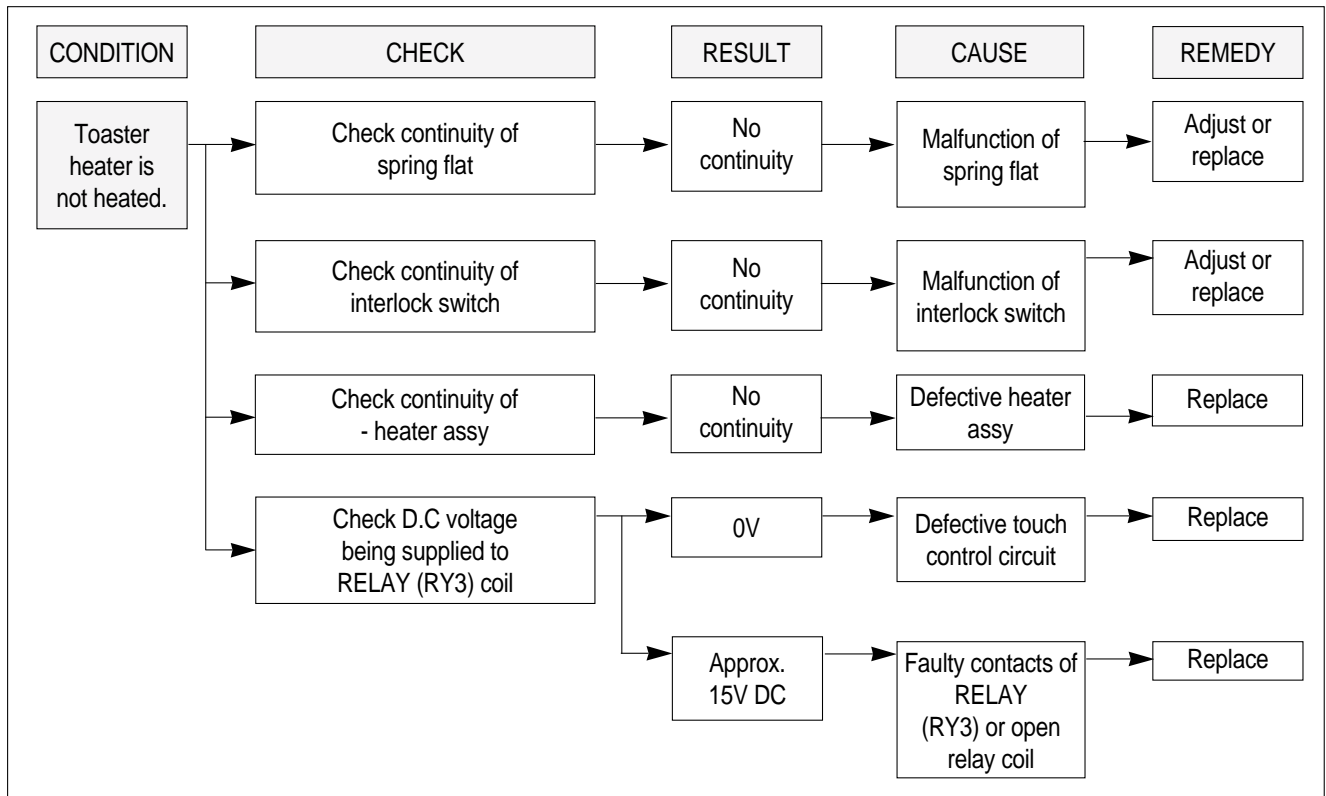 CONDITION
CHECK
RESULT
CAUSE
REMEDY
Toaster
heater is
not heated.
Check continuity of
spring flat
No
continuity
Malfunction of
spring flat
Adjust or
replace
Check continuity of
interlock switch
No
continuity
Malfunction of
interlock switch
Adjust or
replace
Check continuity of
- heater assy
No
continuity
Defective heater
assy
Replace
Check D.C voltage
being supplied to
RELAY (RY3) coil
0V
Defective touch
control circuit
Replace
Approx.
15V DC
Faulty contacts of
RELAY
(RY3) or open
relay coil
Replace